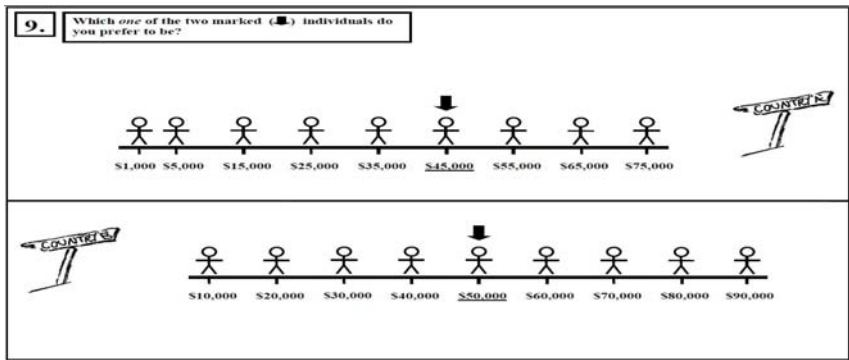 9.
Which one of the two marked (🡇) individuals do
you prefer to be?
COUNTRY A
$1,000 $5,000 $15,000 $25,000 $35,000 $45,000 $55,000 $65,000 $75,000
COUNTRY B
$10,000 $20,000 $30,000 $40,000 $50,000 $60,000 $70,000 $80,000 $90,000